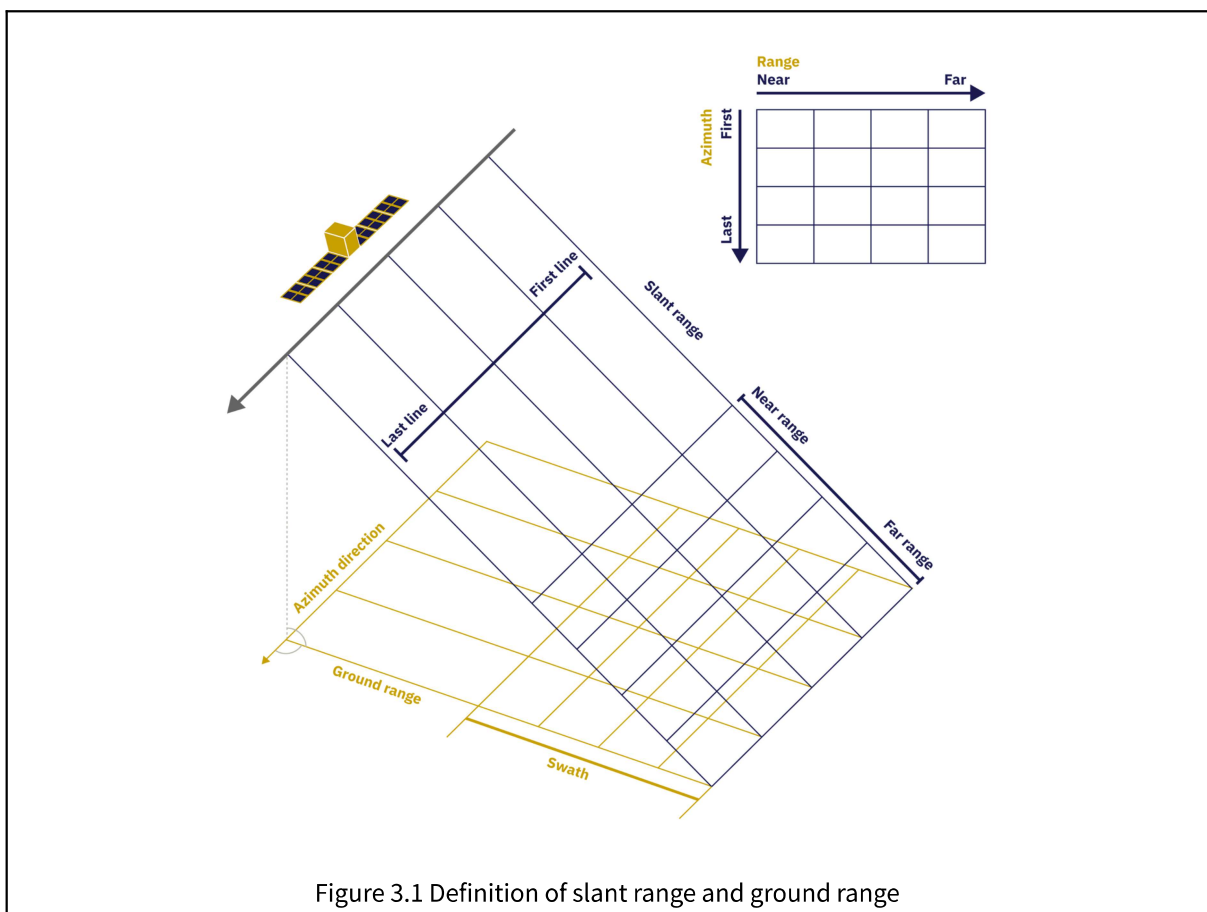 Range
Near
Far
Azimuth
First
Last
First line
Slant range
Last line
Near range
Far range
Azimuth direction
Ground range
Swath
Figure 3.1 Definition of slant range and ground range